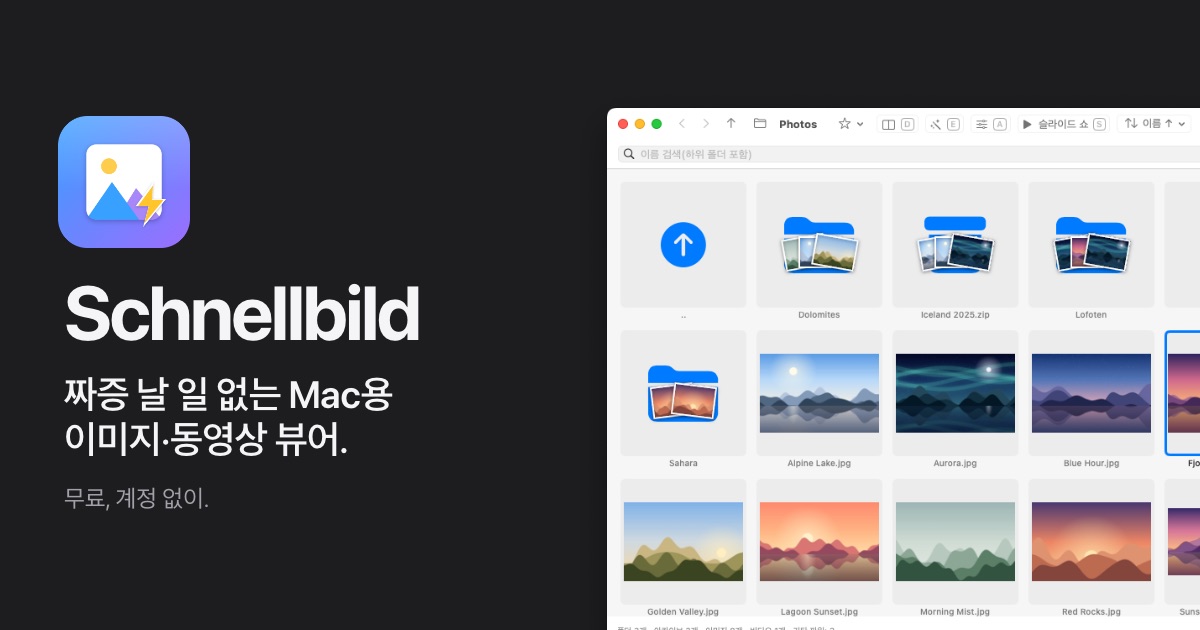 Schnellbild
짜증 날 일 없는 Mac용
이미지·동영상 뷰어.
무료, 계정 없이.
Photos
D
E
A
슬라이드 쇼 S
이름
이름 검색(하위 폴더 포함)
..
Dolomites
Iceland 2025.zip
Lofoten
Sahara
Alpine Lake.jpg
Aurora.jpg
Blue Hour.jpg
Fjo
Golden Valley.jpg
Lagoon Sunset.jpg
Morning Mist.jpg
Red Rocks.jpg
Suns